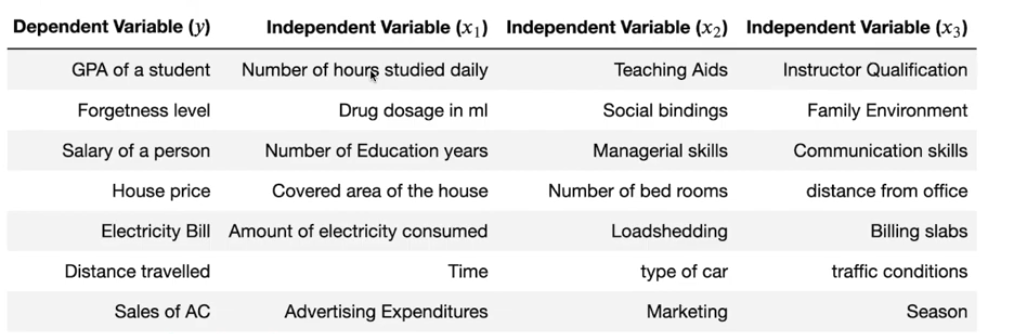 Dependent Variable (y) Independent Variable (x₁) Independent Variable (x₂) Independent Variable (x₃)
GPA of a student Number of hours studied daily Teaching Aids Instructor Qualification
Forgetness level Drug dosage in ml Social bindings Family Environment
Salary of a person Number of Education years Managerial skills Communication skills
House price Covered area of the house Number of bed rooms distance from office
Electricity Bill Amount of electricity consumed Loadshedding Billing slabs
Distance travelled Time type of car traffic conditions
Sales of AC Advertising Expenditures Marketing Season